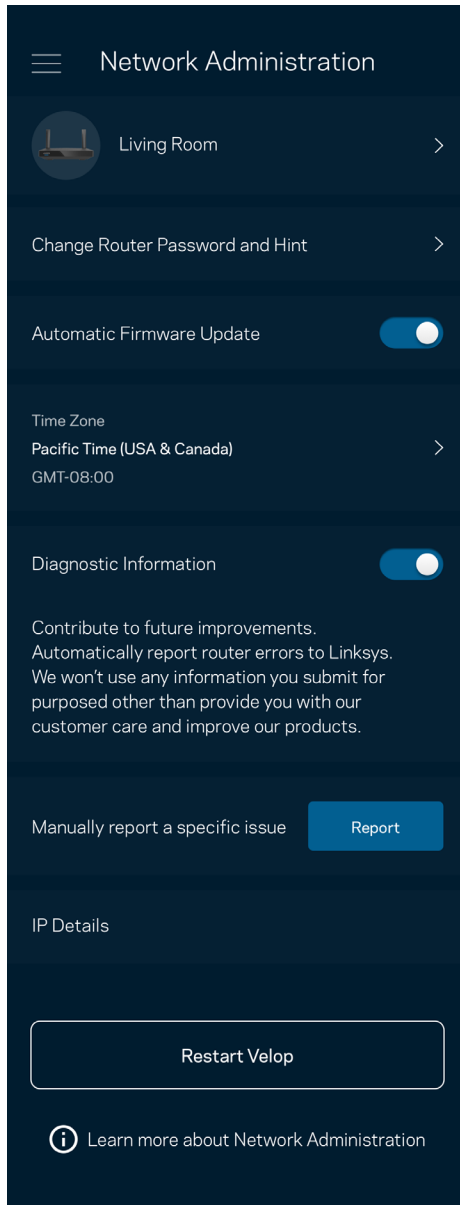 Network Administration
Living Room
Change Router Password and Hint
Automatic Firmware Update
Time Zone
Pacific Time (USA & Canada)
GMT-08:00
Diagnostic Information
Contribute to future improvements.
Automatically report router errors to Linksys.
We won't use any information you submit for
purposed other than provide you with our
customer care and improve our products.
Manually report a specific issue
Report
IP Details
Restart Velop
Learn more about Network Administration